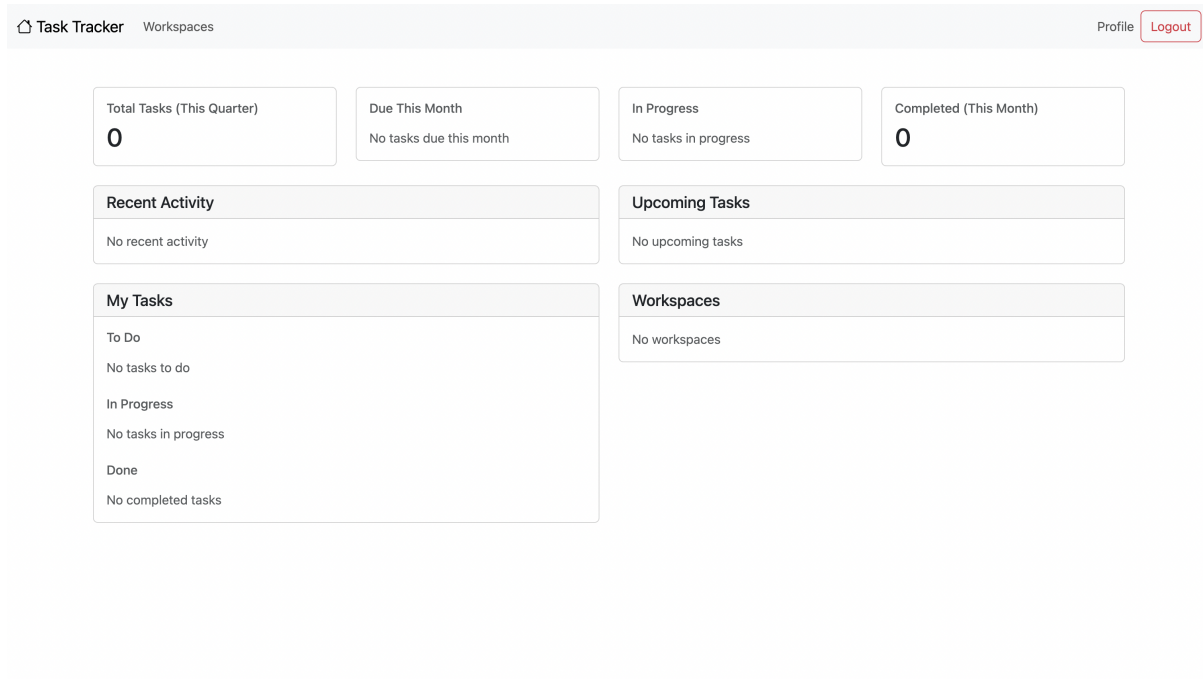 Task Tracker Workspaces Profile Logout
Total Tasks (This Quarter)
0
Due This Month
No tasks due this month
In Progress
No tasks in progress
Completed (This Month)
0
Recent Activity
No recent activity
Upcoming Tasks
No upcoming tasks
My Tasks
To Do
No tasks to do
In Progress
No tasks in progress
Done
No completed tasks
Workspaces
No workspaces